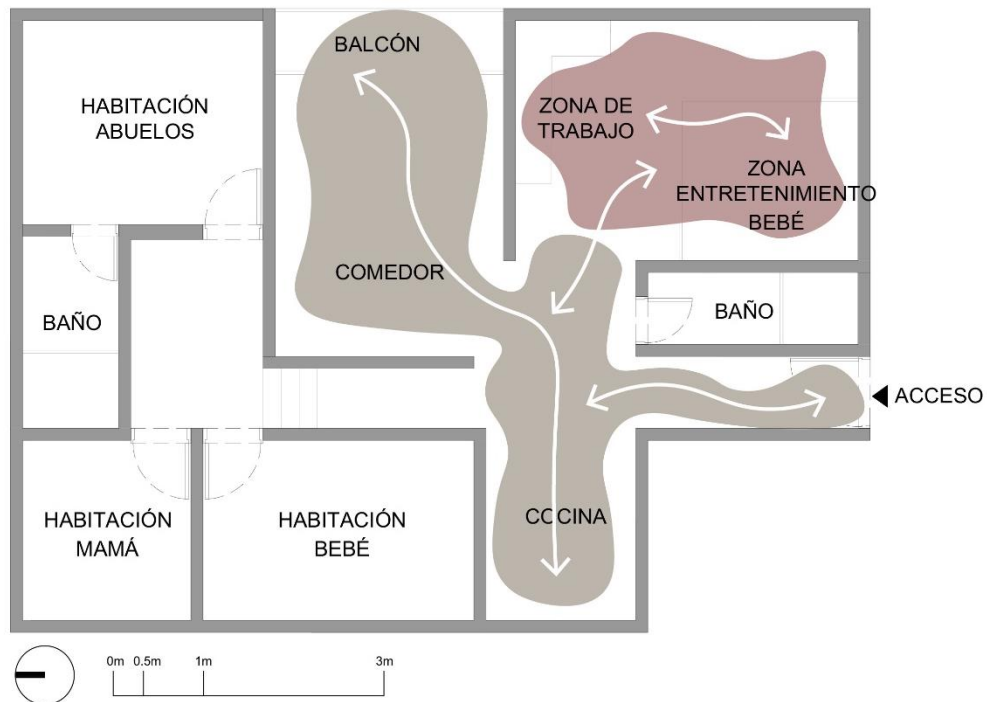 BALCÓN
HABITACIÓN
ABUELOS
ZONA DE
TRABAJO
ZONA
ENTRETENIMIENTO
BEBÉ
COMEDOR
BAÑO
BAÑO
ACCESO
HABITACIÓN
MAMÁ
HABITACIÓN
BEBÉ
COCINA
0m 0.5m 1m 3m